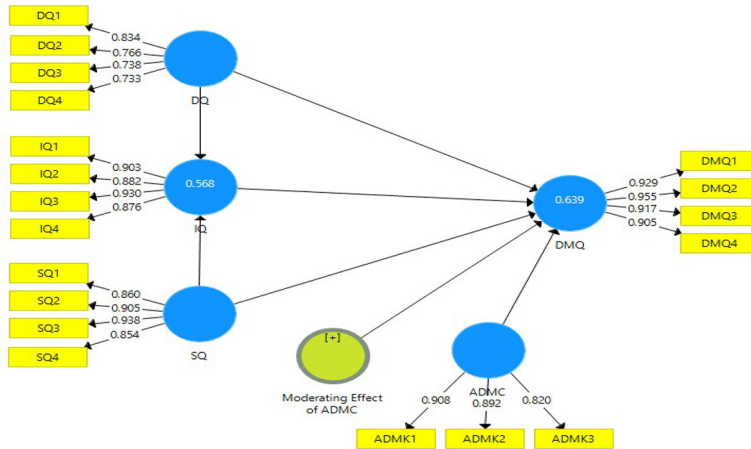 DQ1
DQ2
DQ3
DQ4
0.834
0.766
0.738
0.733
DQ
IQ1
IQ2
IQ3
IQ4
0.903
0.882
0.930
0.876
0.568
IQ
SQ1
SQ2
SQ3
SQ4
0.860
0.905
0.938
0.854
SQ
[+]
Moderating Effect
of ADMC
0.639
DMQ
0.929
0.955
0.917
0.905
DMQ1
DMQ2
DMQ3
DMQ4
ADMC
0.908
0.892
0.820
ADMK1
ADMK2
ADMK3